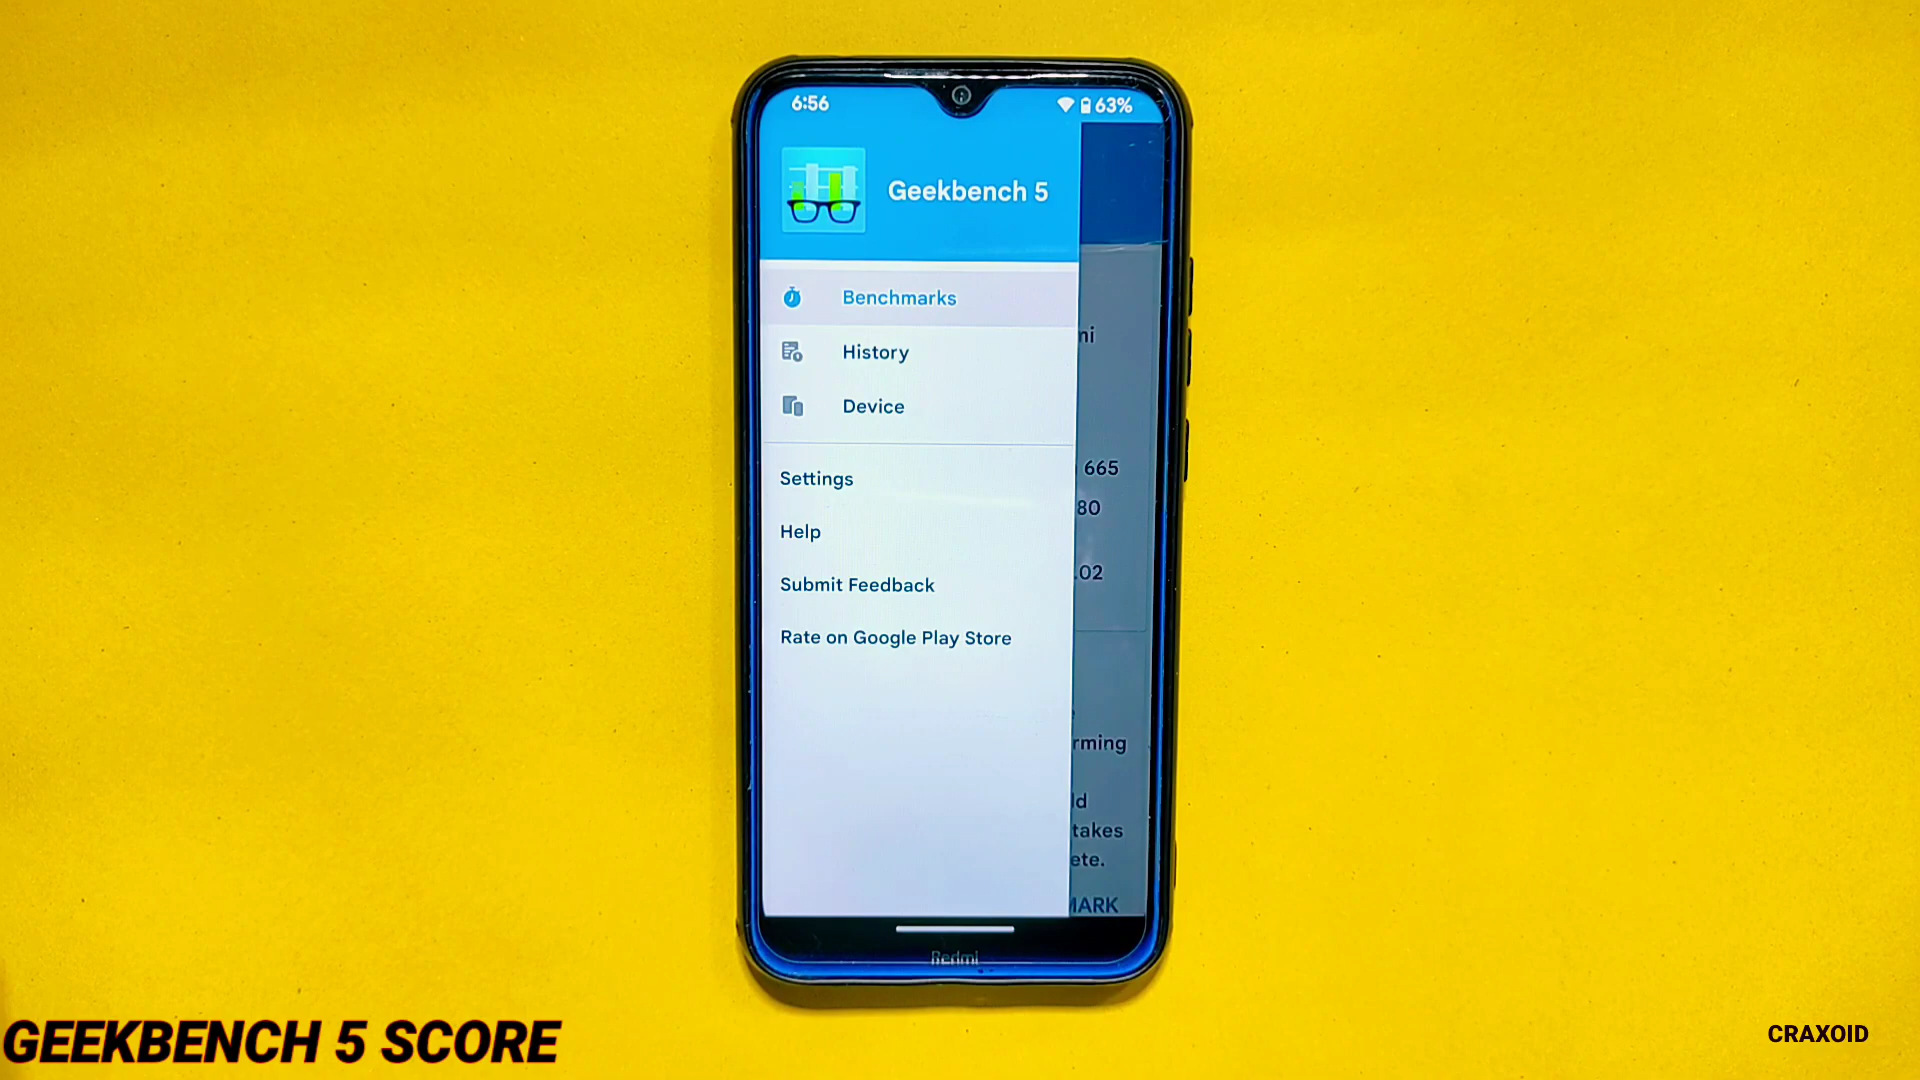 6:56
63%
Geekbench 5
Benchmarks
History
Device
Settings
Help
Submit Feedback
Rate on Google Play Store
ni
665
80
.02
rming
ld
takes
ete.
MARK
Redmi
GEEKBENCH 5 SCORE
CRAXOID